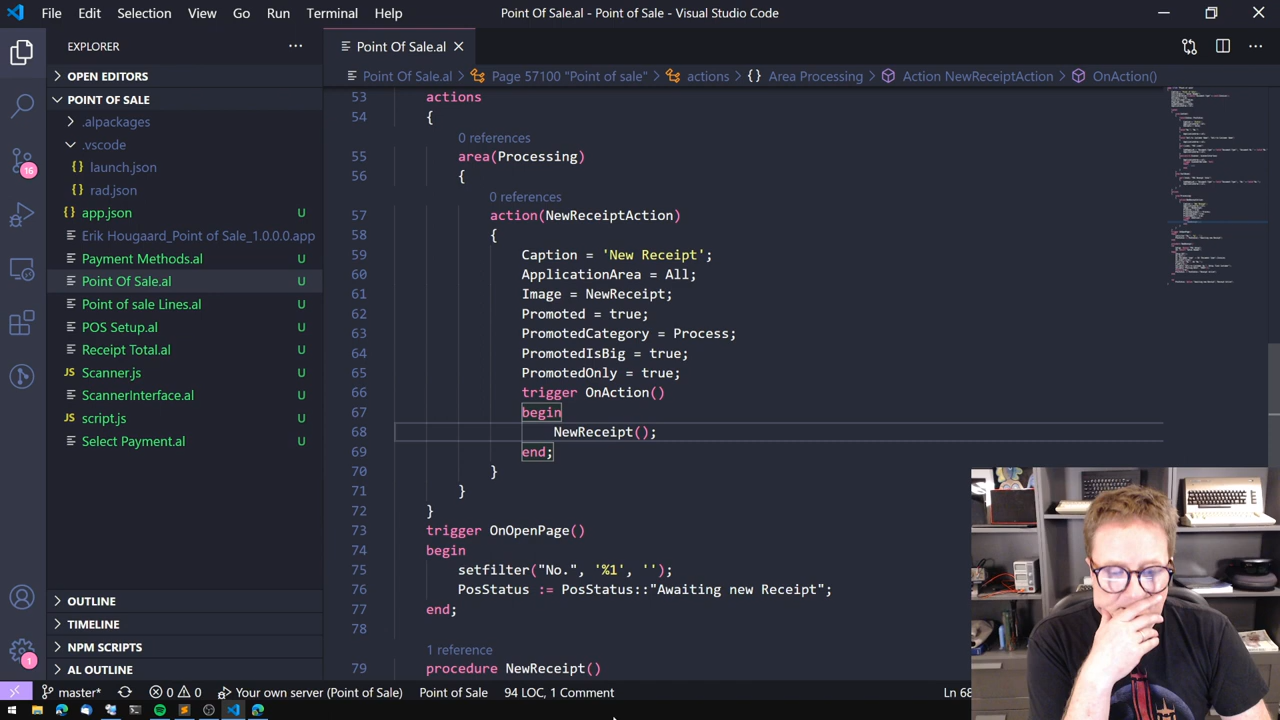 File Edit Selection View Go Run Terminal Help Point Of Sale.al - Point of Sale - Visual Studio Code
EXPLORER
Point Of Sale.al
OPEN EDITORS
Point Of Sale.al > Page 57100 "Point of sale" > actions > {} Area Processing > Action NewReceiptAction > OnAction()
POINT OF SALE
.alpackages
.vscode
launch.json
rad.json
app.json U
Erik Hougaard_Point of Sale_1.0.0.0.app
Payment Methods.al U
Point Of Sale.al U
Point of sale Lines.al U
POS Setup.al U
Receipt Total.al U
JS Scanner.js U
ScannerInterface.al U
JS script.js U
Select Payment.al U
OUTLINE
TIMELINE
NPM SCRIPTS
AL OUTLINE
16
1
53 actions
54 {
0 references
55 area(Processing)
56 {
0 references
57 action(NewReceiptAction)
58 {
59 Caption = 'New Receipt';
60 ApplicationArea = All;
61 Image = NewReceipt;
62 Promoted = true;
63 PromotedCategory = Process;
64 PromotedIsBig = true;
65 PromotedOnly = true;
66 trigger OnAction()
67 begin
68 NewReceipt();
69 end;
70 }
71 }
72 }
73 trigger OnOpenPage()
74 begin
75 setfilter("No.", '%1', '');
76 PosStatus := PosStatus::"Awaiting new Receipt";
77 end;
78
1 reference
79 procedure NewReceipt()
master* 0 0 Your own server (Point of Sale) Point of Sale 94 LOC, 1 Comment Ln 68